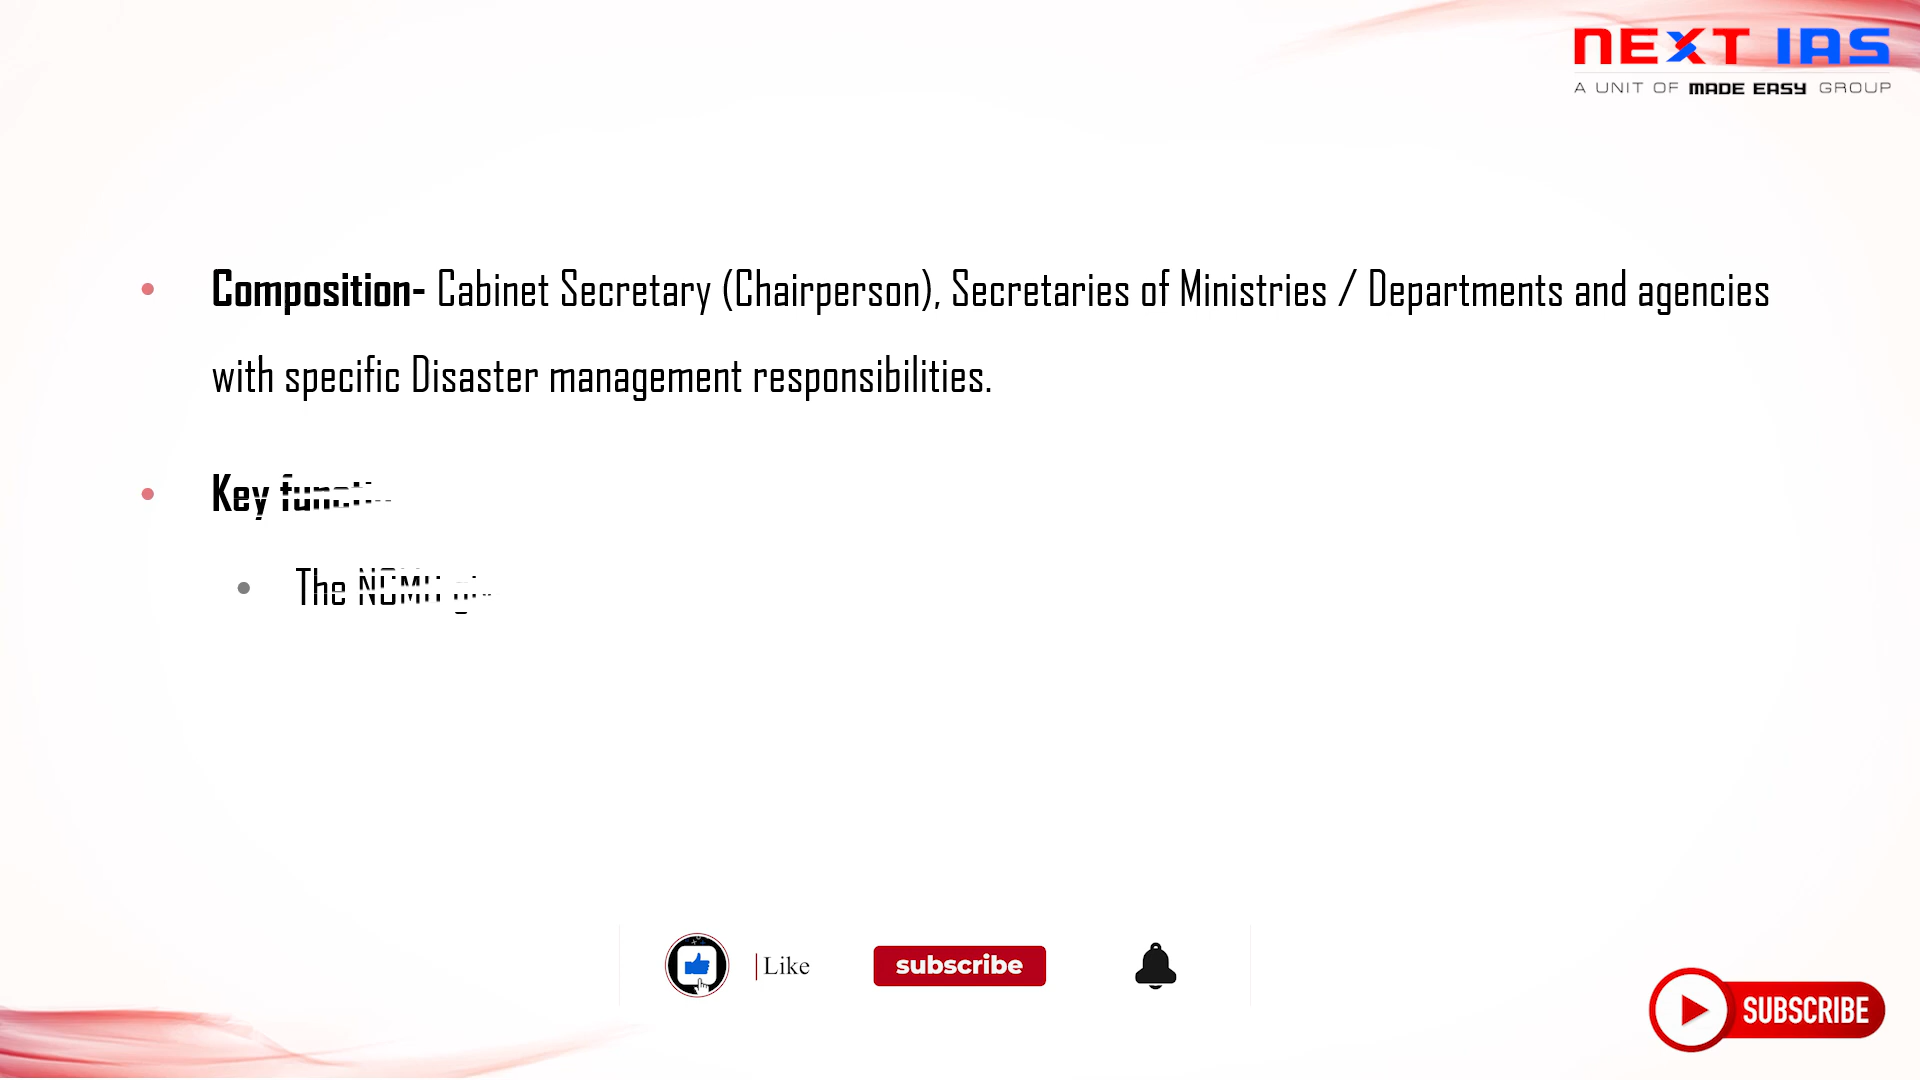 NEXT IAS
A UNIT OF MADE EASY GROUP
• Composition- Cabinet Secretary (Chairperson), Secretaries of Ministries / Departments and agencies
with specific Disaster management responsibilities.
• Key
• The
Like
subscribe
SUBSCRIBE